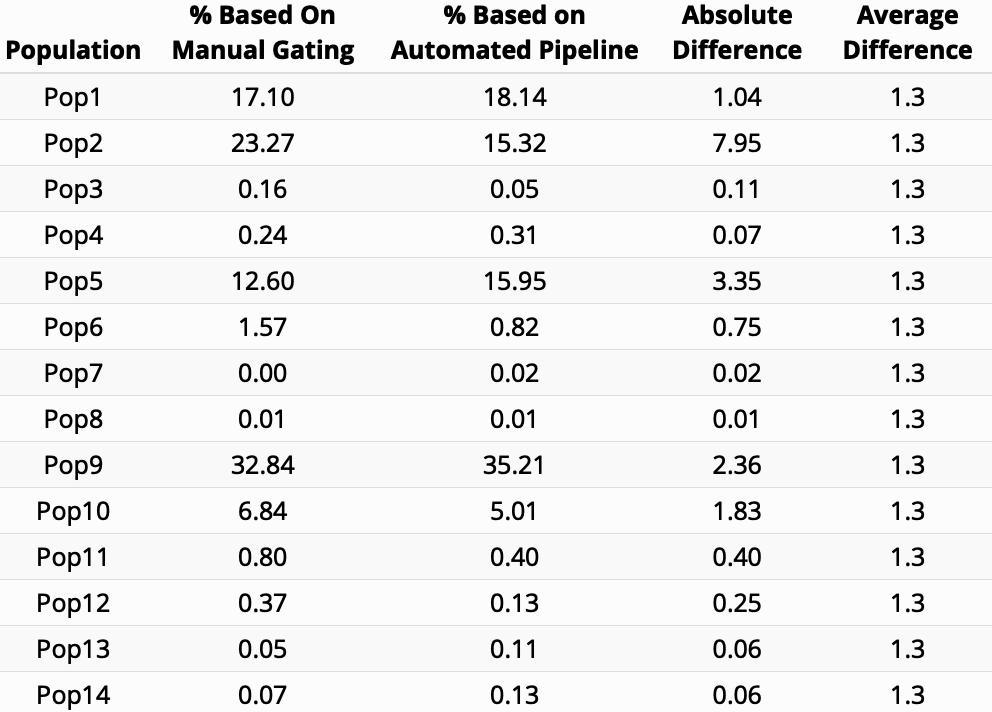 % Based On % Based on Absolute Average
Population Manual Gating Automated Pipeline Difference Difference
Pop1 17.10 18.14 1.04 1.3
Pop2 23.27 15.32 7.95 1.3
Pop3 0.16 0.05 0.11 1.3
Pop4 0.24 0.31 0.07 1.3
Pop5 12.60 15.95 3.35 1.3
Pop6 1.57 0.82 0.75 1.3
Pop7 0.00 0.02 0.02 1.3
Pop8 0.01 0.01 0.01 1.3
Pop9 32.84 35.21 2.36 1.3
Pop10 6.84 5.01 1.83 1.3
Pop11 0.80 0.40 0.40 1.3
Pop12 0.37 0.13 0.25 1.3
Pop13 0.05 0.11 0.06 1.3
Pop14 0.07 0.13 0.06 1.3